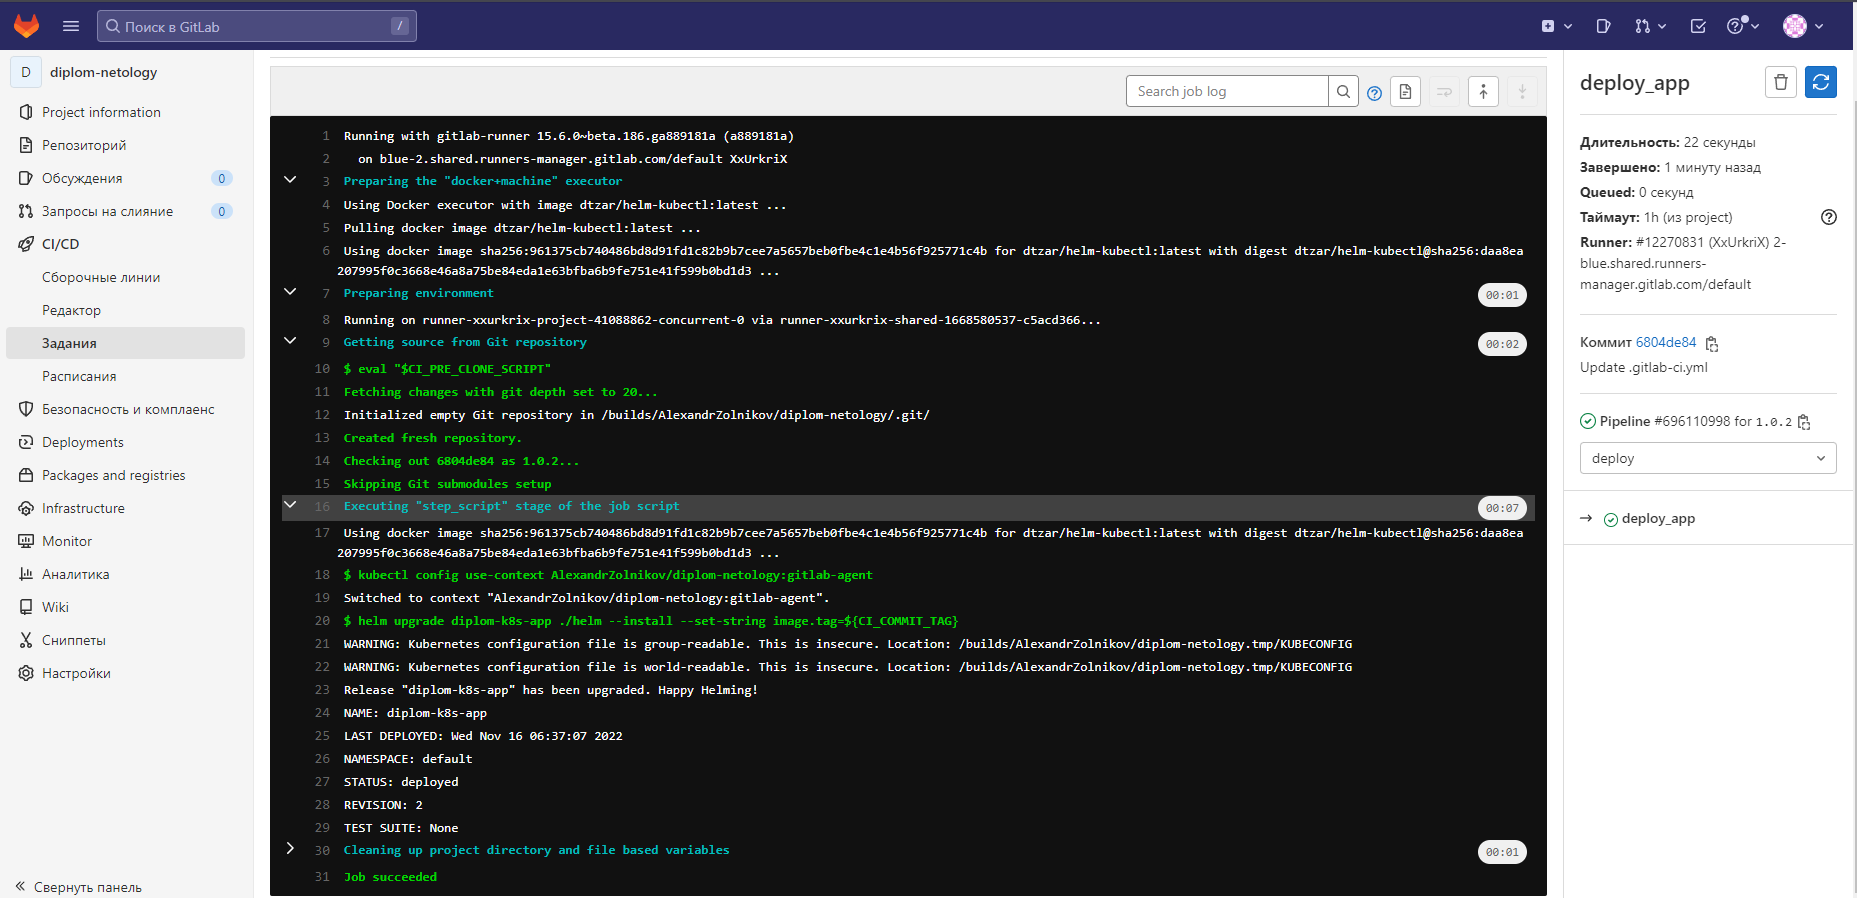 Поиск в GitLab
/
D
diplom-netology
Project information
Репозиторий
Обсуждения
0
Запросы на слияние
0
CI/CD
Сборочные линии
Редактор
Задания
Расписания
Безопасность и комплаенс
Deployments
Packages and registries
Infrastructure
Monitor
Аналитика
Wiki
Сниппеты
Настройки
Свернуть панель
Search job log
1 Running with gitlab-runner 15.6.0~beta.186.ga889181a (a889181a)
2 on blue-2.shared.runners-manager.gitlab.com/default XxUrkriX
3 Preparing the "docker+machine" executor
4 Using Docker executor with image dtzar/helm-kubectl:latest ...
5 Pulling docker image dtzar/helm-kubectl:latest ...
6 Using docker image sha256:961375cb740486bd8d91fd1c82b9b7cee7a5657beb0fbe4c1e4b56f925771c4b for dtzar/helm-kubectl:latest with digest dtzar/helm-kubectl@sha256:daa8ea
207995f0c3668e46a8a75be84eda1e63bfba6b9fe751e41f599b0bd1d3 ...
7 Preparing environment
00:01
8 Running on runner-xxurkrix-project-41088862-concurrent-0 via runner-xxurkrix-shared-1668580537-c5acd366...
9 Getting source from Git repository
00:02
10 $ eval "$CI_PRE_CLONE_SCRIPT"
11 Fetching changes with git depth set to 20...
12 Initialized empty Git repository in /builds/AlexandrZolnikov/diplom-netology/.git/
13 Created fresh repository.
14 Checking out 6804de84 as 1.0.2...
15 Skipping Git submodules setup
16 Executing "step_script" stage of the job script
00:07
17 Using docker image sha256:961375cb740486bd8d91fd1c82b9b7cee7a5657beb0fbe4c1e4b56f925771c4b for dtzar/helm-kubectl:latest with digest dtzar/helm-kubectl@sha256:daa8ea
207995f0c3668e46a8a75be84eda1e63bfba6b9fe751e41f599b0bd1d3 ...
18 $ kubectl config use-context AlexandrZolnikov/diplom-netology:gitlab-agent
19 Switched to context "AlexandrZolnikov/diplom-netology:gitlab-agent".
20 $ helm upgrade diplom-k8s-app ./helm --install --set-string image.tag=${CI_COMMIT_TAG}
21 WARNING: Kubernetes configuration file is group-readable. This is insecure. Location: /builds/AlexandrZolnikov/diplom-netology.tmp/KUBECONFIG
22 WARNING: Kubernetes configuration file is world-readable. This is insecure. Location: /builds/AlexandrZolnikov/diplom-netology.tmp/KUBECONFIG
23 Release "diplom-k8s-app" has been upgraded. Happy Helming!
24 NAME: diplom-k8s-app
25 LAST DEPLOYED: Wed Nov 16 06:37:07 2022
26 NAMESPACE: default
27 STATUS: deployed
28 REVISION: 2
29 TEST SUITE: None
30 Cleaning up project directory and file based variables
00:01
31 Job succeeded
deploy_app
Длительность: 22 секунды
Завершено: 1 минуту назад
Queued: 0 секунд
Таймаут: 1h (из project)
Runner: #12270831 (XxUrkriX) 2-
blue.shared.runners-
manager.gitlab.com/default
Коммит 6804de84
Update .gitlab-ci.yml
Pipeline #696110998 for 1.0.2
deploy
→ deploy_app